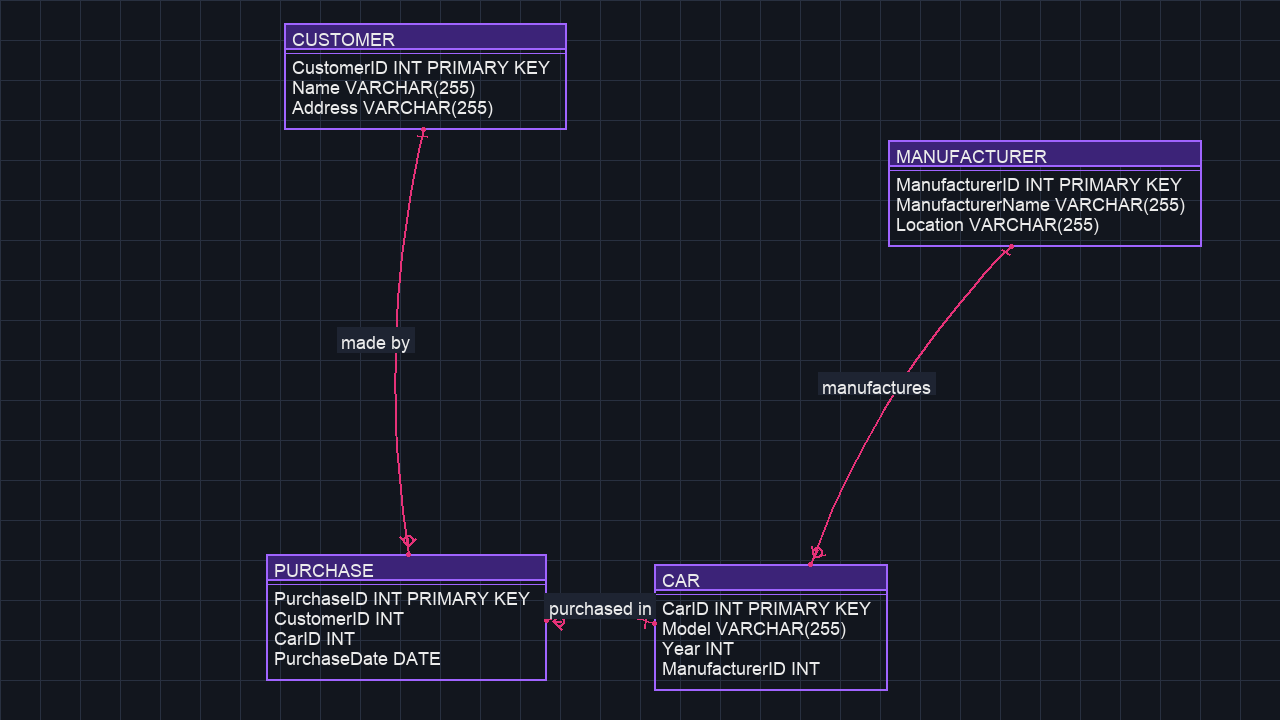 CUSTOMER
CustomerID INT PRIMARY KEY
Name VARCHAR(255)
Address VARCHAR(255)
MANUFACTURER
ManufacturerID INT PRIMARY KEY
ManufacturerName VARCHAR(255)
Location VARCHAR(255)
made by
manufactures
PURCHASE
PurchaseID INT PRIMARY KEY
CustomerID INT
CarID INT
PurchaseDate DATE
purchased in
CAR
CarID INT PRIMARY KEY
Model VARCHAR(255)
Year INT
ManufacturerID INT